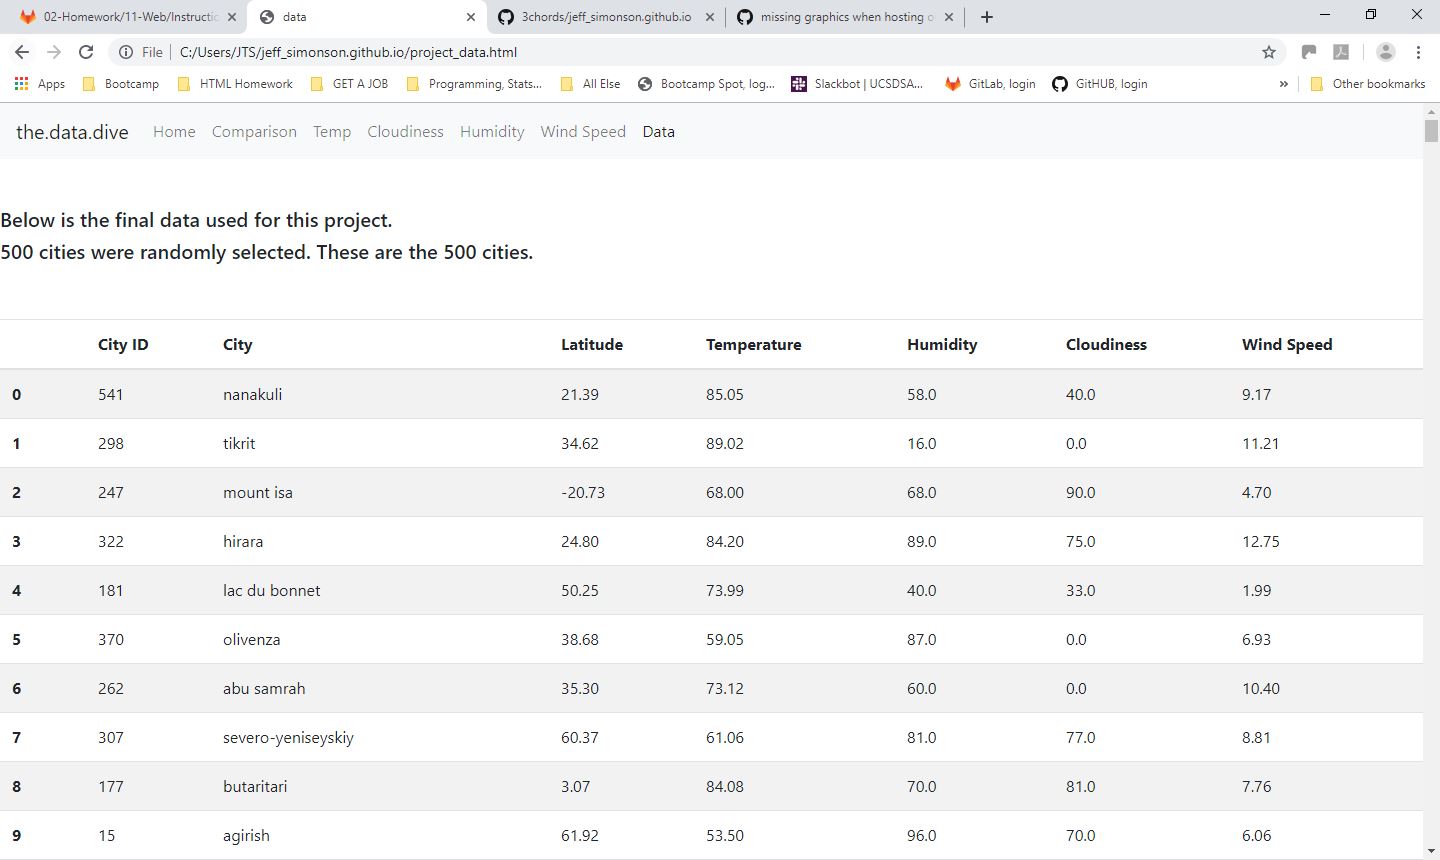 02-Homework/11-Web/Instructio data 3chords/jeff_simonson.github.io missing graphics when hosting o
File C:/Users/JTS/jeff_simonson.github.io/project_data.html
Apps Bootcamp HTML Homework GET A JOB Programming, Stats... All Else Bootcamp Spot, log... Slackbot | UCSDSA... GitLab, login GitHUB, login » Other bookmarks
the.data.dive Home Comparison Temp Cloudiness Humidity Wind Speed Data
Below is the final data used for this project.
500 cities were randomly selected. These are the 500 cities.
City ID City Latitude Temperature Humidity Cloudiness Wind Speed
0 541 nanakuli 21.39 85.05 58.0 40.0 9.17
1 298 tikrit 34.62 89.02 16.0 0.0 11.21
2 247 mount isa -20.73 68.00 68.0 90.0 4.70
3 322 hirara 24.80 84.20 89.0 75.0 12.75
4 181 lac du bonnet 50.25 73.99 40.0 33.0 1.99
5 370 olivenza 38.68 59.05 87.0 0.0 6.93
6 262 abu samrah 35.30 73.12 60.0 0.0 10.40
7 307 severo-yeniseyskiy 60.37 61.06 81.0 77.0 8.81
8 177 butaritari 3.07 84.08 70.0 81.0 7.76
9 15 agirish 61.92 53.50 96.0 70.0 6.06